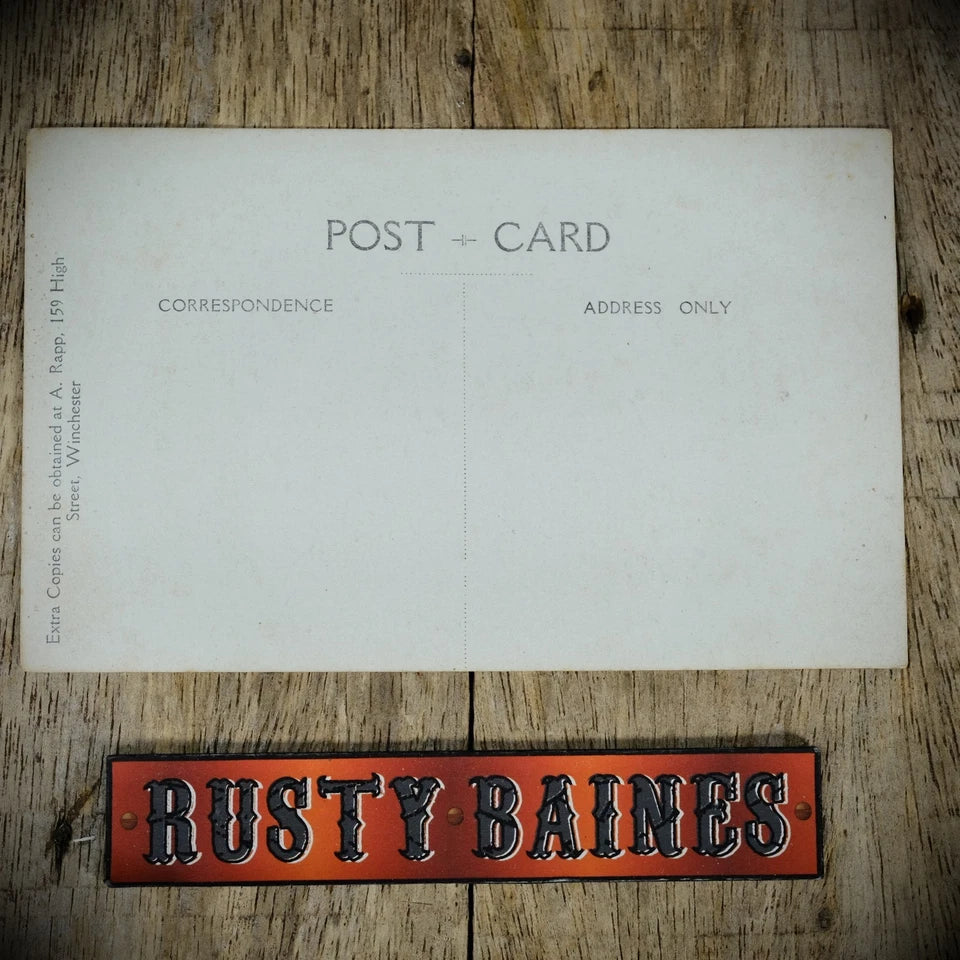 POST CARD
CORRESPONDENCE
ADDRESS ONLY
Extra Copies can be obtained at A. Rapp, 159 High
Street, Winchester
RUSTY BAINES